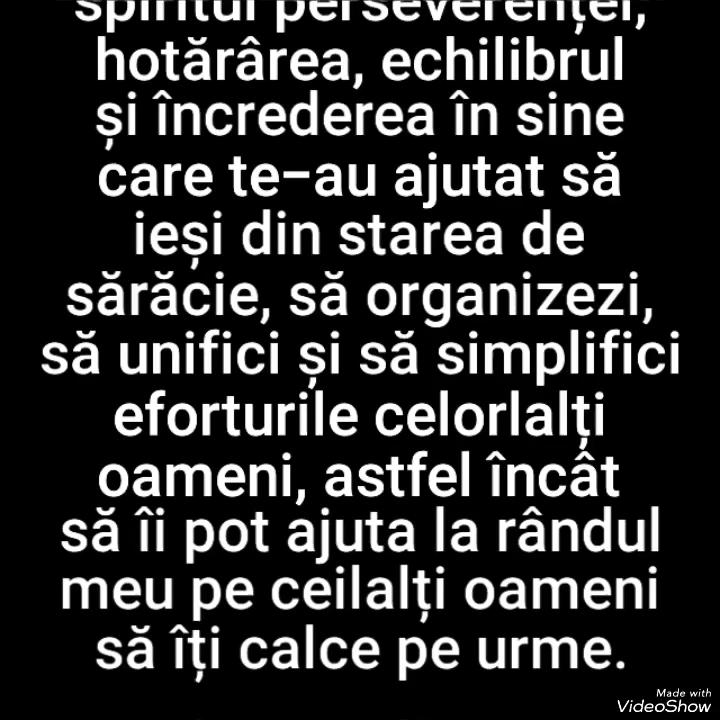 spiritul perseverenței,
hotărârea, echilibrul
și încrederea în sine
care te-au ajutat să
ieși din starea de
sărăcie, să organizezi,
să unifici și să simplifici
eforturile celorlalți
oameni, astfel încât
să îi pot ajuta la rândul
meu pe ceilalți oameni
să îți calce pe urme.
Made with
VideoShow